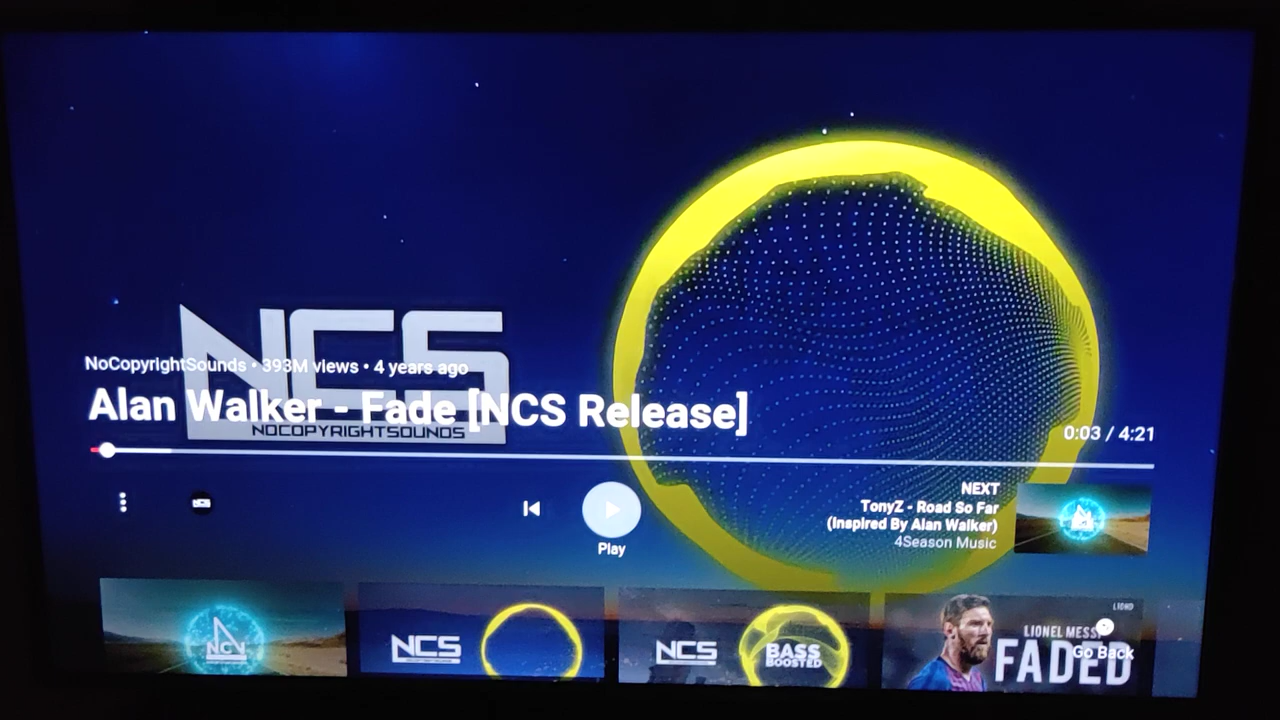 NCS
NoCopyrightSounds • 393M views • 4 years ago
Alan Walker - Fade [NCS Release]
NOCOPYRIGHTSOUNDS
0:03 / 4:21
NEXT
TonyZ - Road So Far
(Inspired By Alan Walker)
4Season Music
Play
NCS
NCS
BASS
BOOSTED
LIONEL MESSI
FADED
Go Back